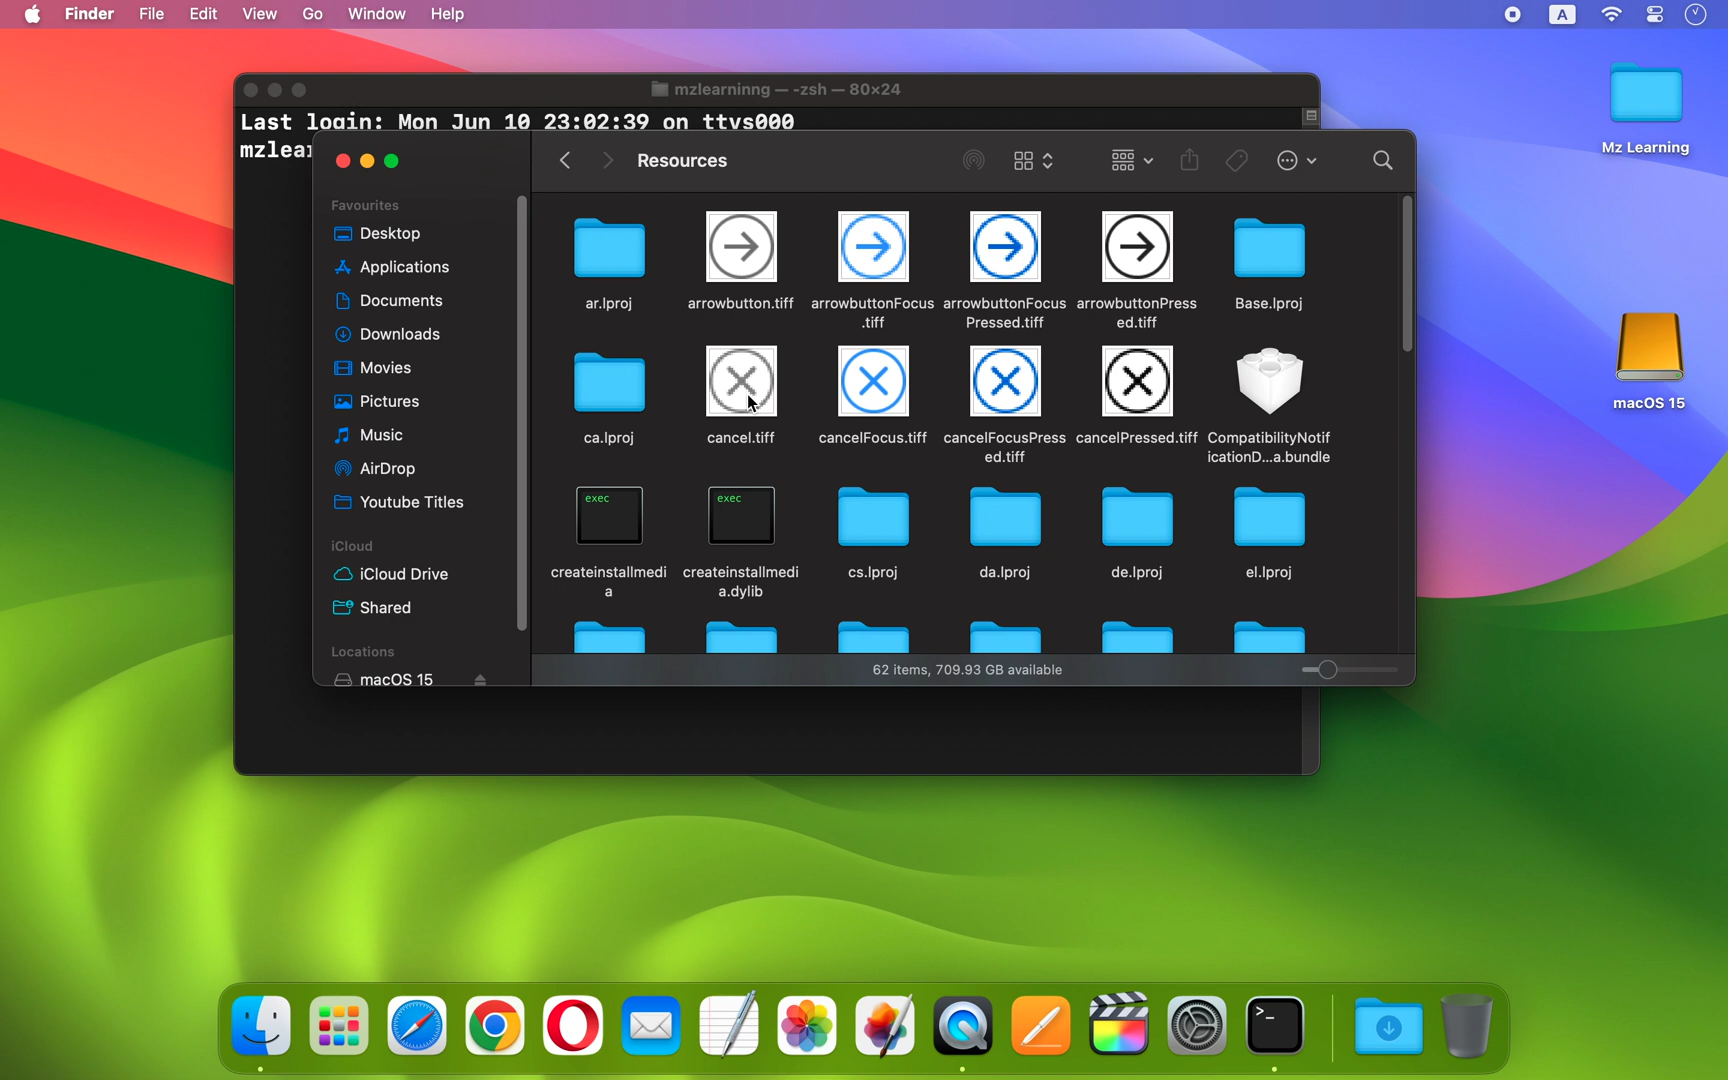 Finder File Edit View Go Window Help A
mzlearninng — -zsh — 80×24
Last login: Mon Jun 10 23:02:39 on ttys000
mzlear
Resources
Favourites
Desktop
Applications
Documents
Downloads
Movies
Pictures
Music
AirDrop
Youtube Titles
iCloud
iCloud Drive
Shared
Locations
macOS 15
ar.lproj
arrowbutton.tiff
arrowbuttonFocus
.tiff
arrowbuttonFocus
Pressed.tiff
arrowbuttonPress
ed.tiff
Base.lproj
ca.lproj
cancel.tiff
cancelFocus.tiff
cancelFocusPress
ed.tiff
cancelPressed.tiff
CompatibilityNotif
icationD...a.bundle
exec
createinstallmedi
a
exec
createinstallmedi
a.dylib
cs.lproj
da.lproj
de.lproj
el.lproj
62 items, 709.93 GB available
Mz Learning
macOS 15
>_